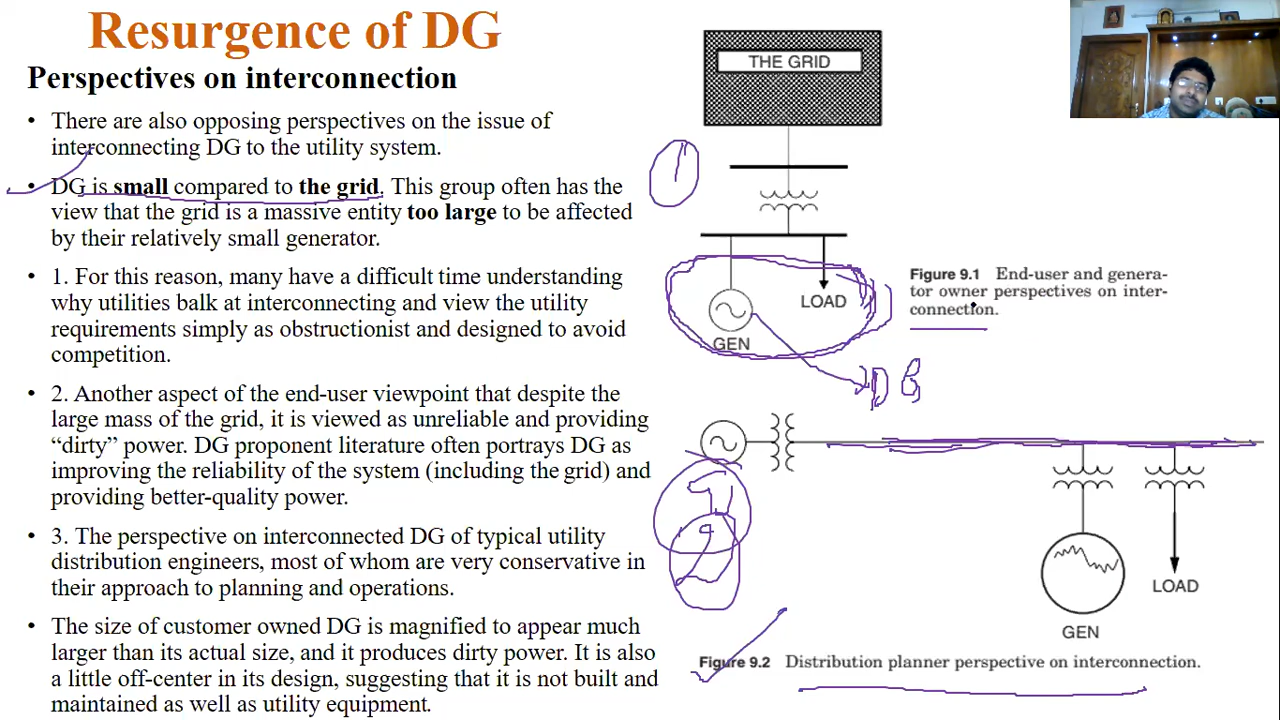 Resurgence of DG
Perspectives on interconnection
• There are also opposing perspectives on the issue of
interconnecting DG to the utility system.
• DG is small compared to the grid. This group often has the
view that the grid is a massive entity too large to be affected
by their relatively small generator.
• 1. For this reason, many have a difficult time understanding
why utilities balk at interconnecting and view the utility
requirements simply as obstructionist and designed to avoid
competition.
• 2. Another aspect of the end-user viewpoint that despite the
large mass of the grid, it is viewed as unreliable and providing
“dirty” power. DG proponent literature often portrays DG as
improving the reliability of the system (including the grid) and
providing better-quality power.
• 3. The perspective on interconnected DG of typical utility
distribution engineers, most of whom are very conservative in
their approach to planning and operations.
• The size of customer owned DG is magnified to appear much
larger than its actual size, and it produces dirty power. It is also
a little off-center in its design, suggesting that it is not built and
maintained as well as utility equipment.
THE GRID
1
LOAD
GEN
Figure 9.1 End-user and genera-
tor owner perspectives on inter-
connection.
DG
2
LOAD
GEN
Figure 9.2 Distribution planner perspective on interconnection.